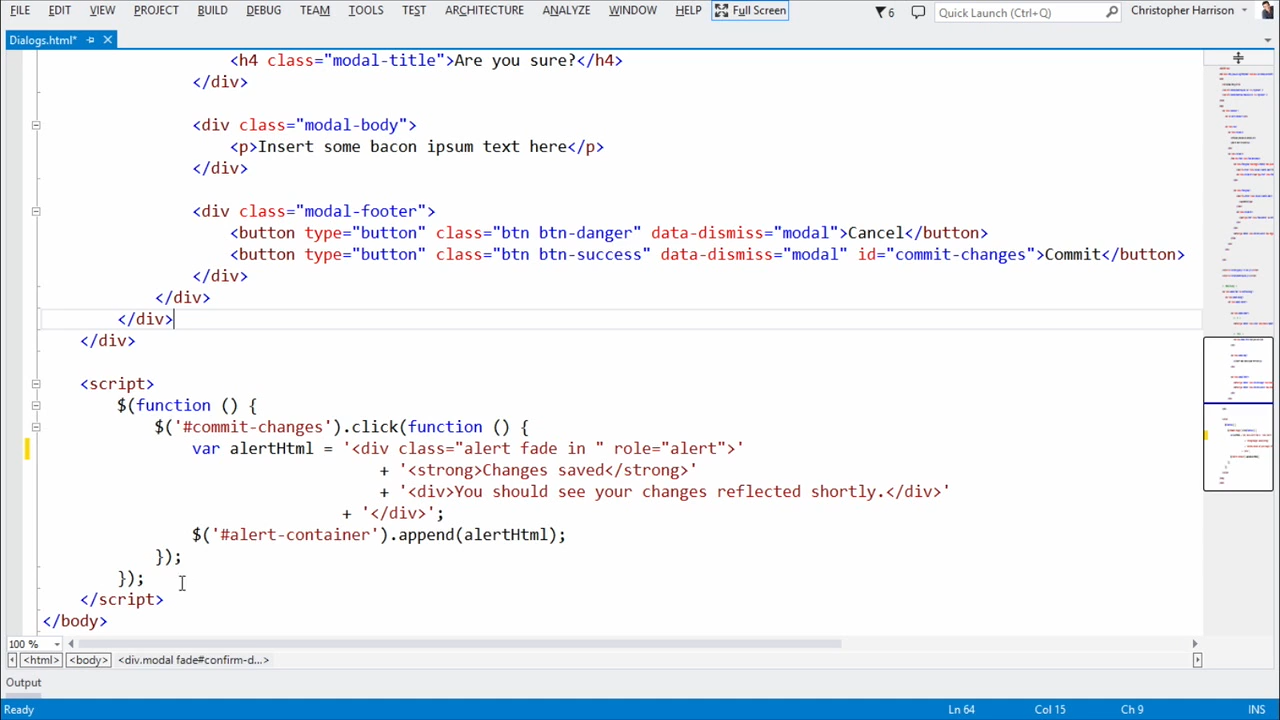 FILE EDIT VIEW PROJECT BUILD DEBUG TEAM TOOLS TEST ARCHITECTURE ANALYZE WINDOW HELP Full Screen 6 Quick Launch (Ctrl+Q) Christopher Harrison
Dialogs.html*
<h4 class="modal-title">Are you sure?</h4>
</div>
<div class="modal-body">
<p>Insert some bacon ipsum text here</p>
</div>
<div class="modal-footer">
<button type="button" class="btn btn-danger" data-dismiss="modal">Cancel</button>
<button type="button" class="btn btn-success" data-dismiss="modal" id="commit-changes">Commit</button>
</div>
</div>
</div>
</div>
<script>
$(function () {
$('#commit-changes').click(function () {
var alertHtml = '<div class="alert fade in " role="alert">'
+ '<strong>Changes saved</strong>'
+ '<div>You should see your changes reflected shortly.</div>'
+ '</div>';
$('#alert-container').append(alertHtml);
});
});
</script>
</body>
100 %
<html> <body> <div.modal fade#confirm-d...>
Output
Ready Ln 64 Col 15 Ch 9 INS